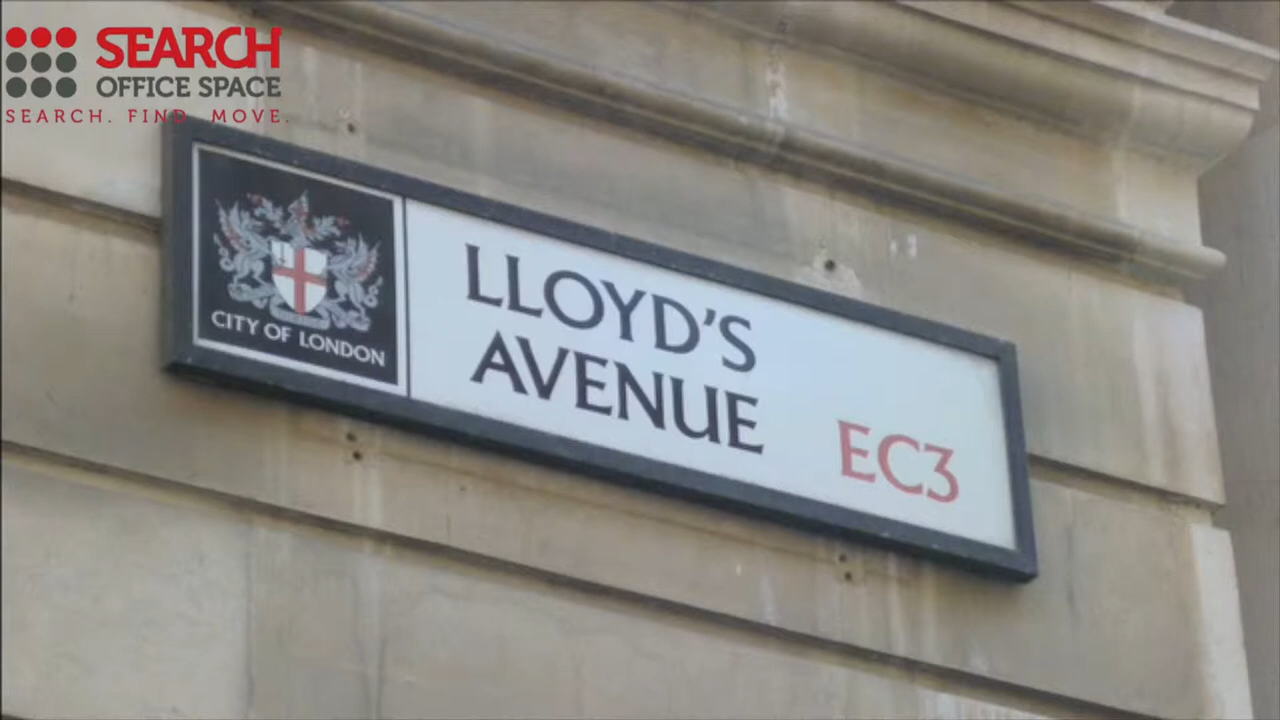 SEARCH
OFFICE SPACE
SEARCH. FIND. MOVE.
CITY OF LONDON
LLOYD'S
AVENUE
EC3